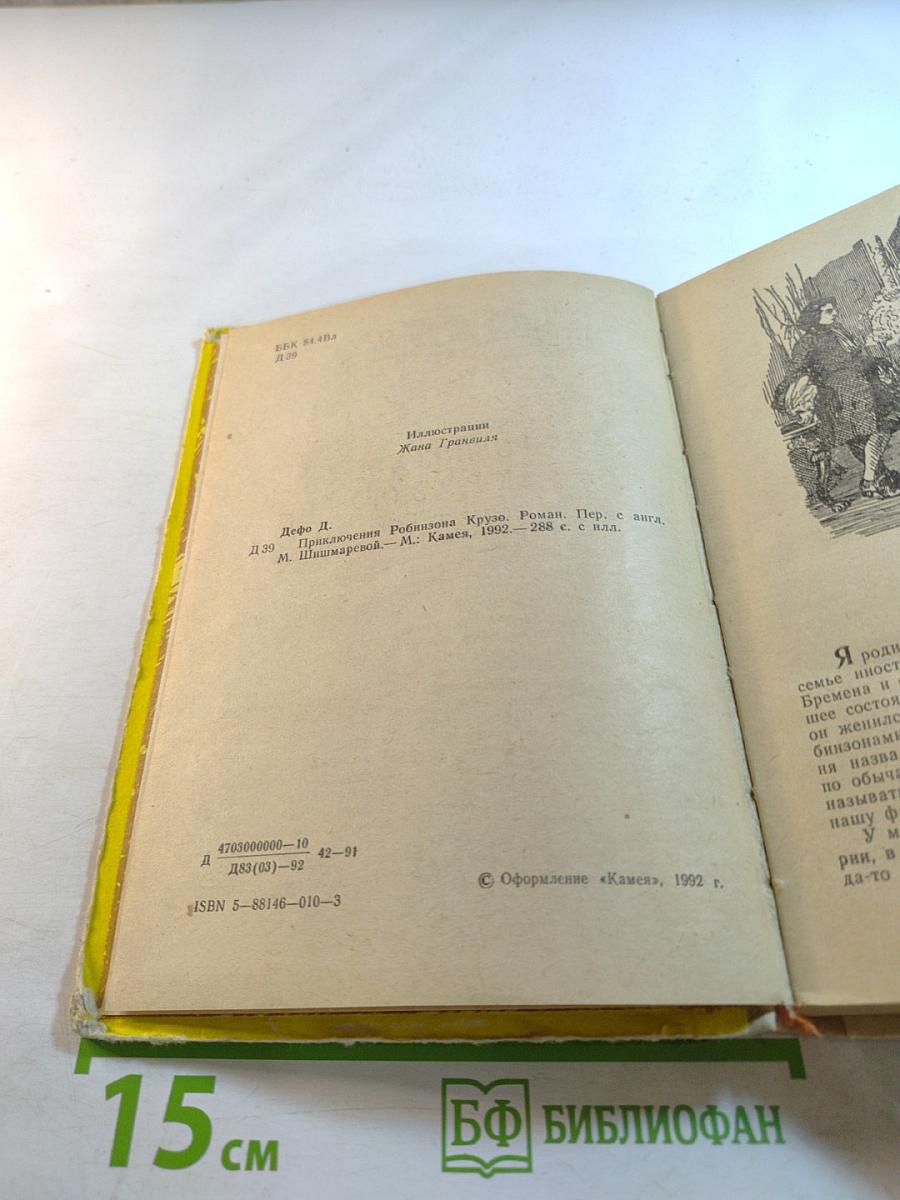 ББК 84.4Вл
Д 39
Иллюстрации
Жана Гранвиля
Дефо Д.
Д 39 Приключения Робинзона Крузо. Роман. Пер. с англ.
М. Шишмаревой.— М.: Камея, 1992.— 288 с. с илл.
Д 4703000000—10 42—91
Д83(03)—92
ISBN 5—88146—010—3
© Оформление «Камея», 1992 г.
Я роди
семье иност
Бремена и
шее состоя
он женилс
бинзонами
ня назва
по обыча
называть
нашу ф
У м
рии, в
да-то
15 см
БФ БИБЛИОФАН